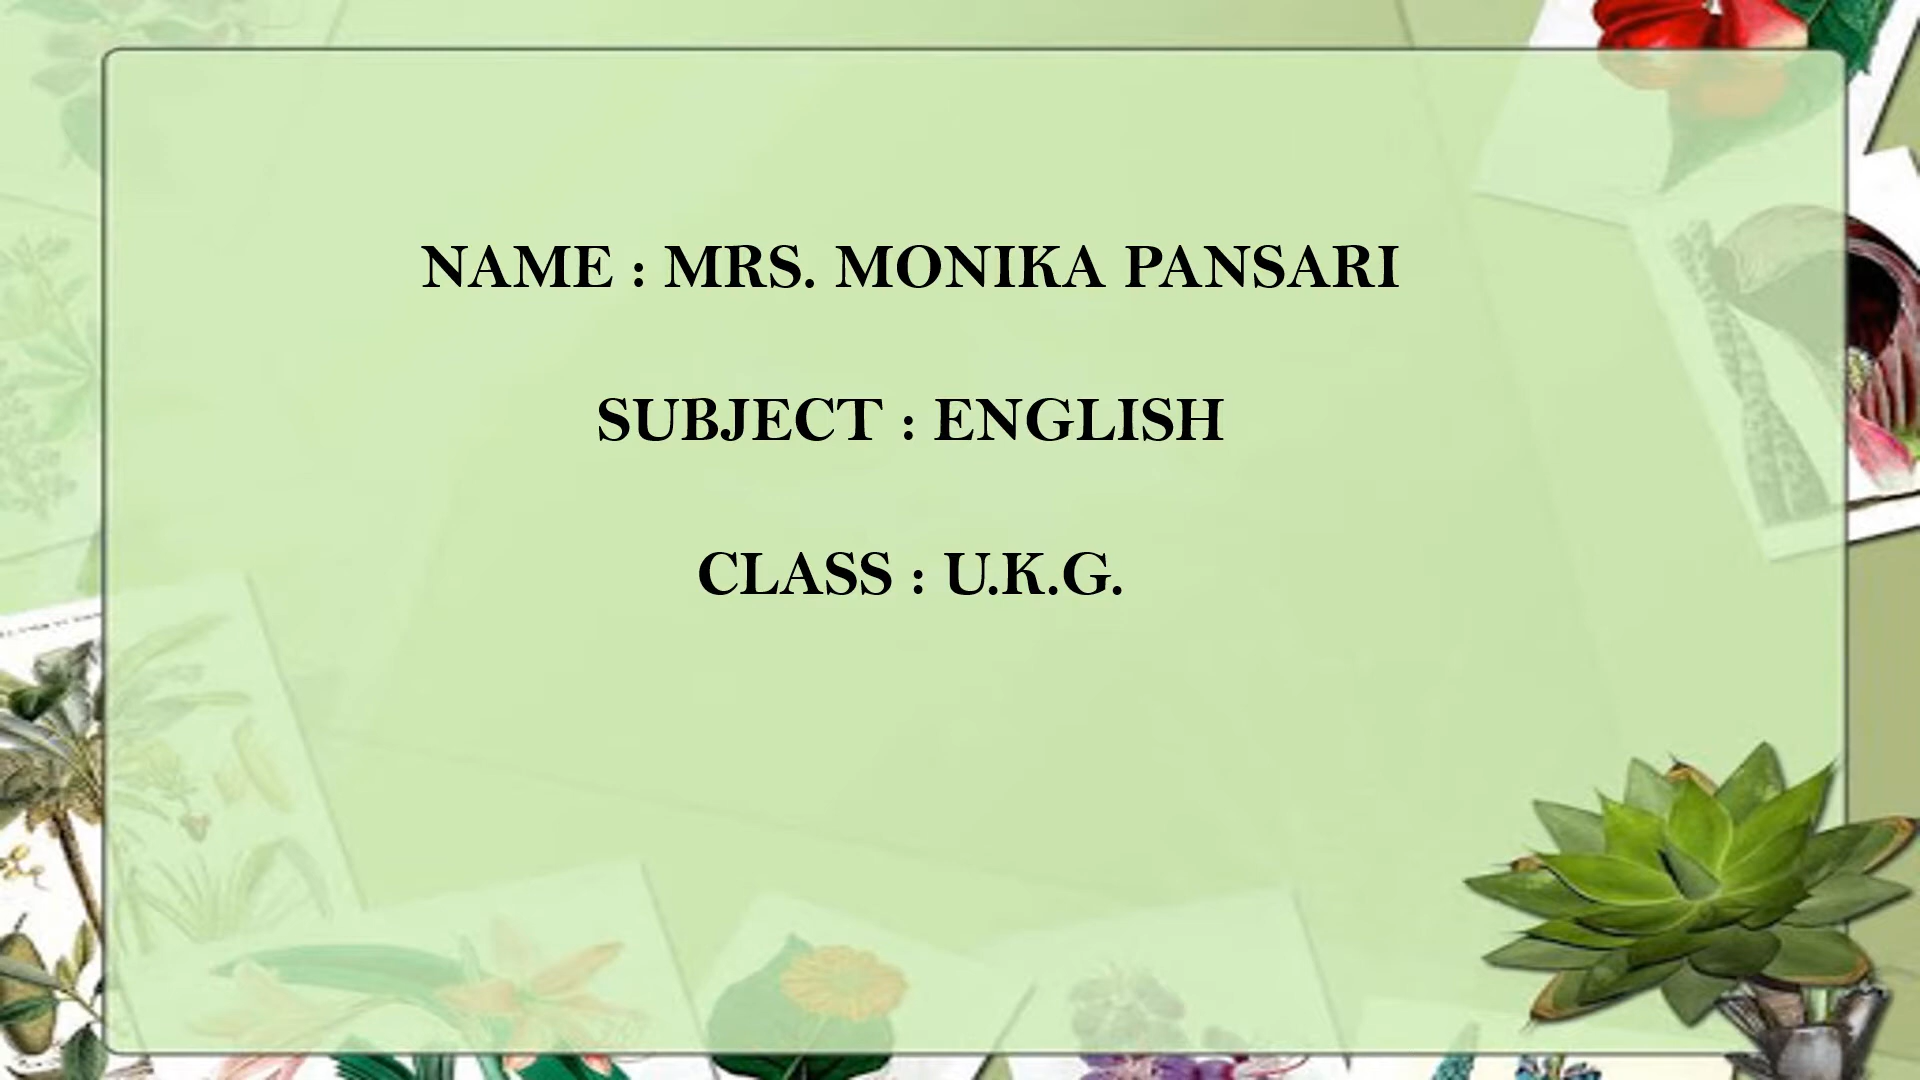 NAME : MRS. MONIKA PANSARI
SUBJECT : ENGLISH
CLASS : U.K.G.